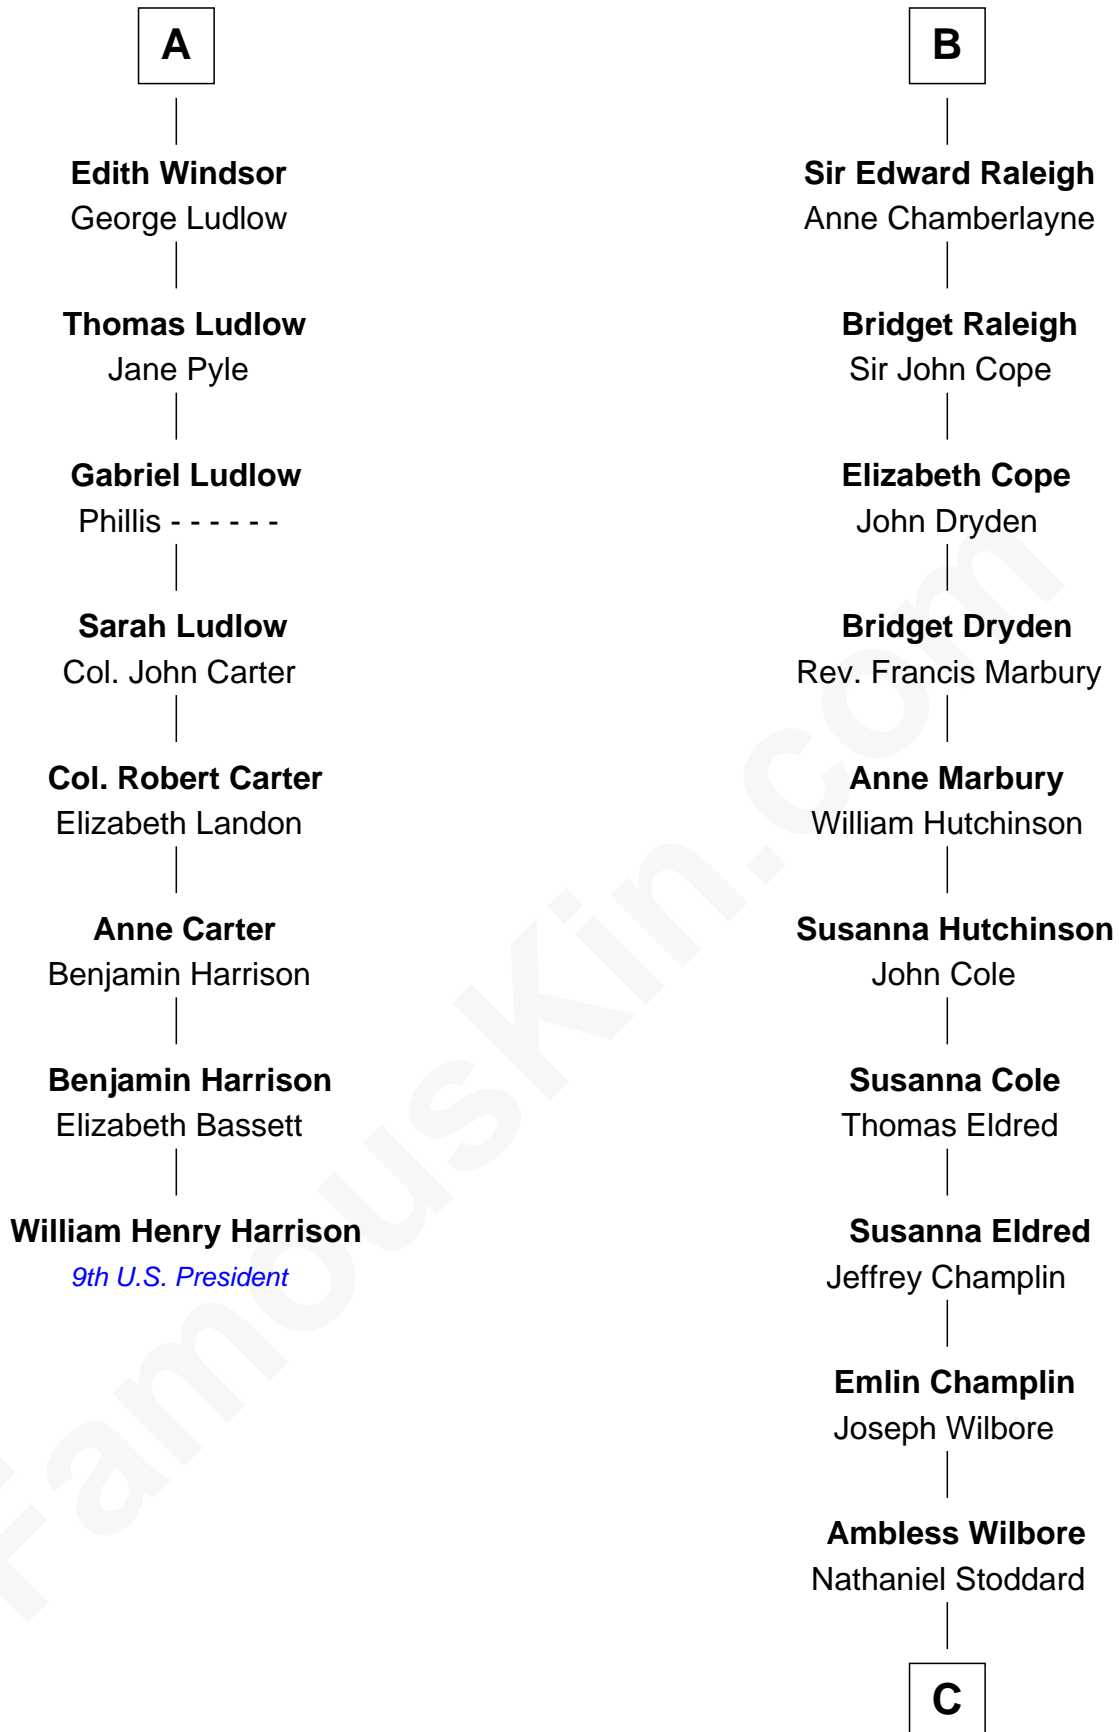 A
Edith Windsor
George Ludlow
Thomas Ludlow
Jane Pyle
Gabriel Ludlow
Phillis - - - - - -
Sarah Ludlow
Col. John Carter
Col. Robert Carter
Elizabeth Landon
Anne Carter
Benjamin Harrison
Benjamin Harrison
Elizabeth Bassett
William Henry Harrison
9th U.S. President
B
Sir Edward Raleigh
Anne Chamberlayne
Bridget Raleigh
Sir John Cope
Elizabeth Cope
John Dryden
Bridget Dryden
Rev. Francis Marbury
Anne Marbury
William Hutchinson
Susanna Hutchinson
John Cole
Susanna Cole
Thomas Eldred
Susanna Eldred
Jeffrey Champlin
Emlin Champlin
Joseph Wilbore
Ambless Wilbore
Nathaniel Stoddard
C
FamousKin.com